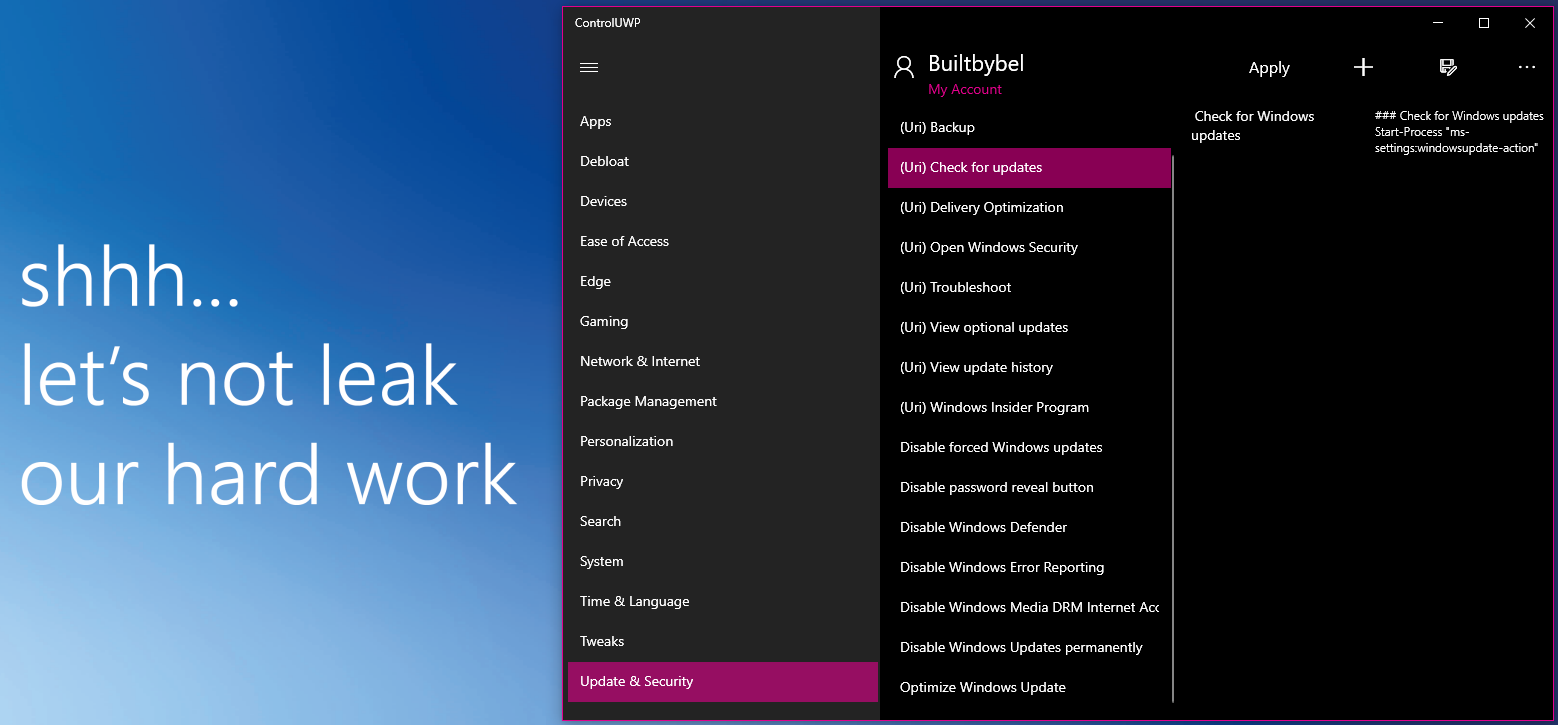 shhh...
let's not leak
our hard work
ControlUWP
Apps
Debloat
Devices
Ease of Access
Edge
Gaming
Network & Internet
Package Management
Personalization
Privacy
Search
System
Time & Language
Tweaks
Update & Security
Builtbybel
My Account
(Uri) Backup
(Uri) Check for updates
(Uri) Delivery Optimization
(Uri) Open Windows Security
(Uri) Troubleshoot
(Uri) View optional updates
(Uri) View update history
(Uri) Windows Insider Program
Disable forced Windows updates
Disable password reveal button
Disable Windows Defender
Disable Windows Error Reporting
Disable Windows Media DRM Internet Acc
Disable Windows Updates permanently
Optimize Windows Update
Apply
Check for Windows
updates
### Check for Windows updates
Start-Process "ms-
settings:windowsupdate-action"